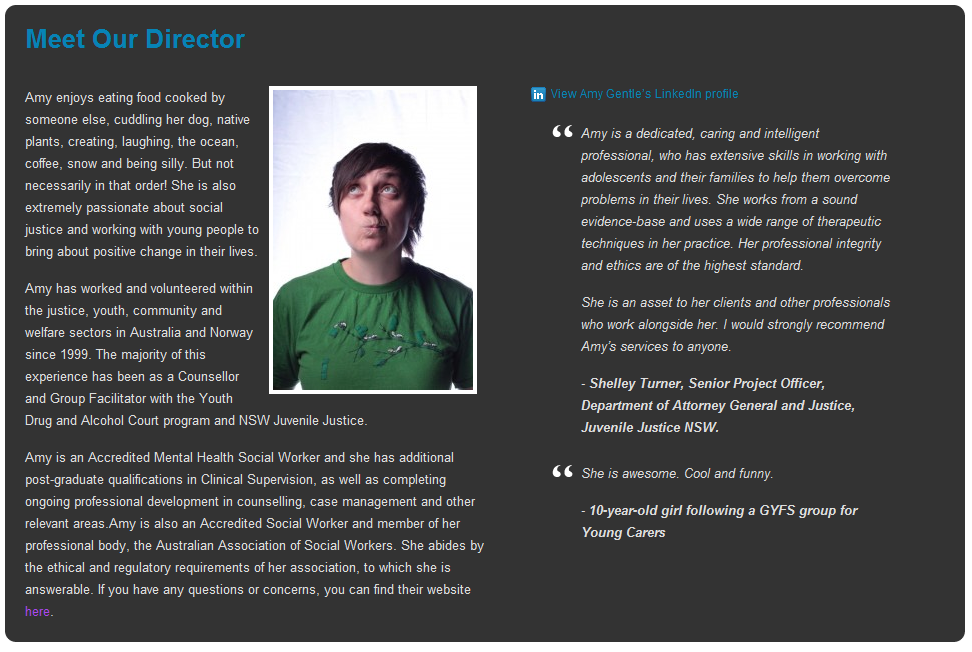 Meet Our Director
Amy enjoys eating food cooked by
someone else, cuddling her dog, native
plants, creating, laughing, the ocean,
coffee, snow and being silly. But not
necessarily in that order! She is also
extremely passionate about social
justice and working with young people to
bring about positive change in their lives.
Amy has worked and volunteered within
the justice, youth, community and
welfare sectors in Australia and Norway
since 1999. The majority of this
experience has been as a Counsellor
and Group Facilitator with the Youth
Drug and Alcohol Court program and NSW Juvenile Justice.
Amy is an Accredited Mental Health Social Worker and she has additional
post-graduate qualifications in Clinical Supervision, as well as completing
ongoing professional development in counselling, case management and other
relevant areas.Amy is also an Accredited Social Worker and member of her
professional body, the Australian Association of Social Workers. She abides by
the ethical and regulatory requirements of her association, to which she is
answerable. If you have any questions or concerns, you can find their website
here.
in View Amy Gentle's LinkedIn profile
“ Amy is a dedicated, caring and intelligent
professional, who has extensive skills in working with
adolescents and their families to help them overcome
problems in their lives. She works from a sound
evidence-base and uses a wide range of therapeutic
techniques in her practice. Her professional integrity
and ethics are of the highest standard.
She is an asset to her clients and other professionals
who work alongside her. I would strongly recommend
Amy's services to anyone.
- Shelley Turner, Senior Project Officer,
Department of Attorney General and Justice,
Juvenile Justice NSW.
“ She is awesome. Cool and funny.
- 10-year-old girl following a GYFS group for
Young Carers